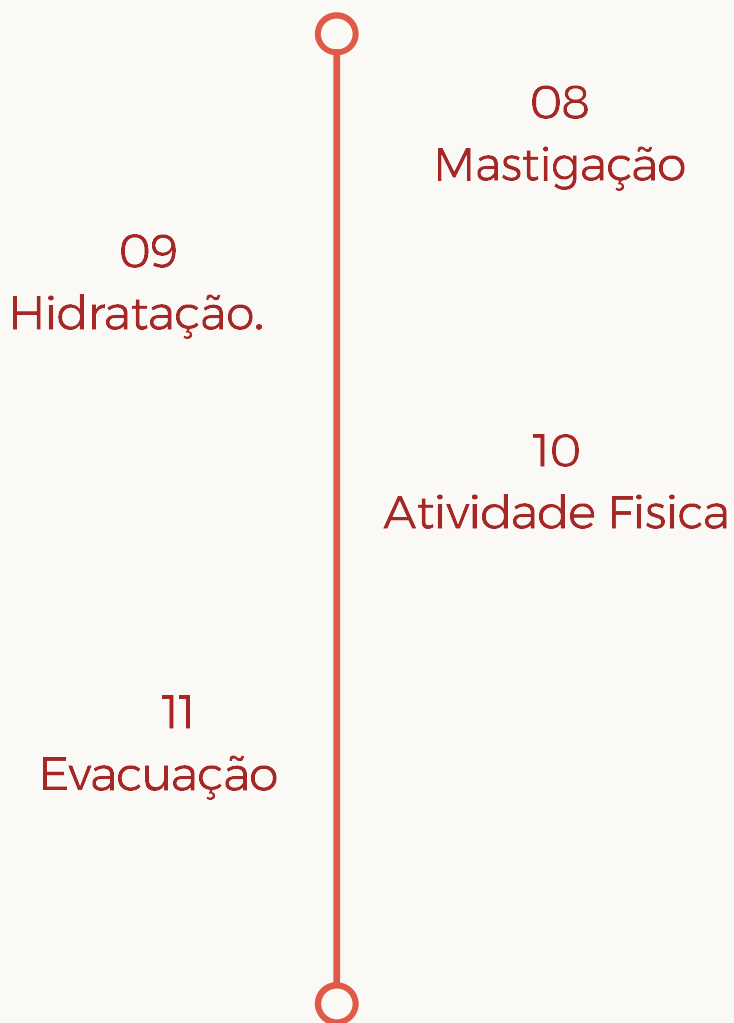 08
Mastigação
09
Hidratação.
10
Atividade Fisica
11
Evacuação